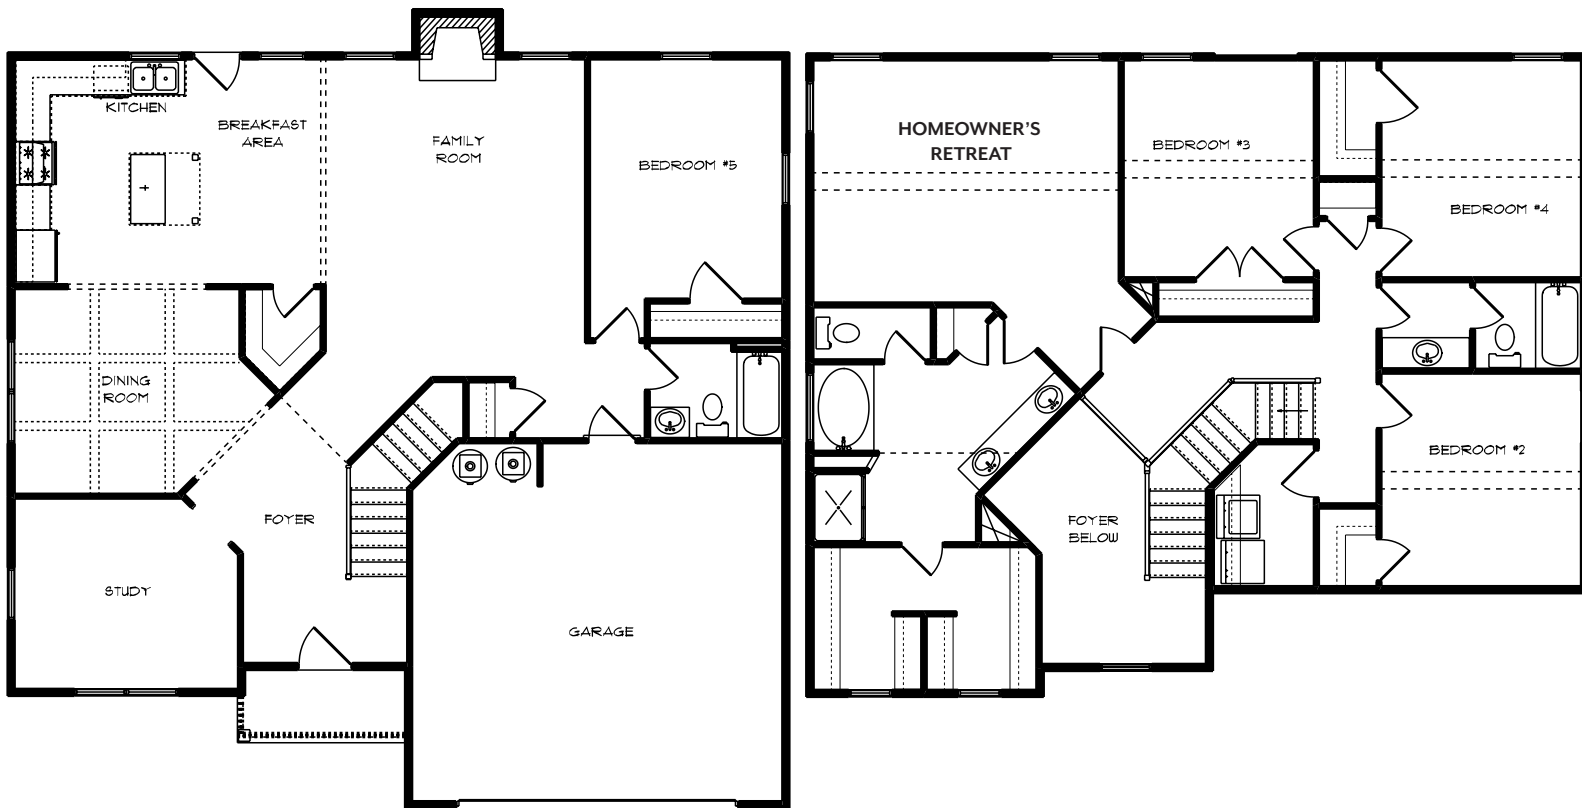 KITCHEN
BREAKFAST
AREA
FAMILY
ROOM
BEDROOM #5
DINING
ROOM
FOYER
STUDY
GARAGE
HOMEOWNER'S
RETREAT
BEDROOM #3
BEDROOM #4
BEDROOM #2
FOYER
BELOW